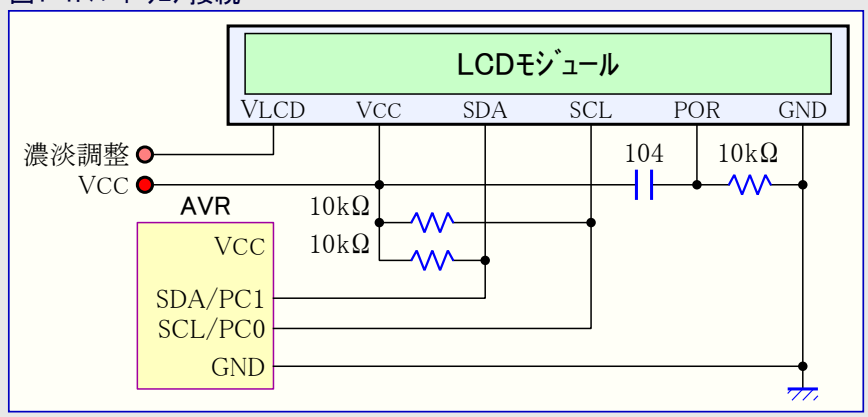 LCDﾓｼﾞｭｰﾙ
VLCD VCC SDA SCL POR GND
濃淡調整
104 10kΩ
VCC
AVR
10kΩ
10kΩ
VCC
SDA/PC1
SCL/PC0
GND